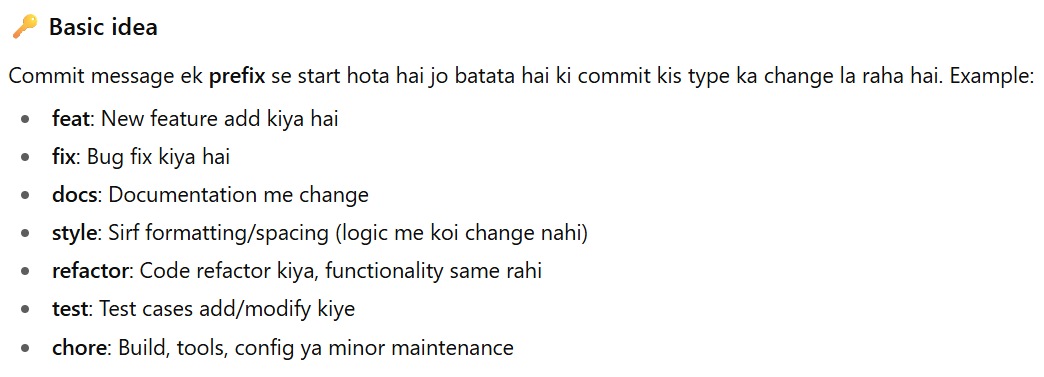 🔑 Basic idea
Commit message ek prefix se start hota hai jo batata hai ki commit kis type ka change la raha hai. Example:
• feat: New feature add kiya hai
• fix: Bug fix kiya hai
• docs: Documentation me change
• style: Sirf formatting/spacing (logic me koi change nahi)
• refactor: Code refactor kiya, functionality same rahi
• test: Test cases add/modify kiye
• chore: Build, tools, config ya minor maintenance